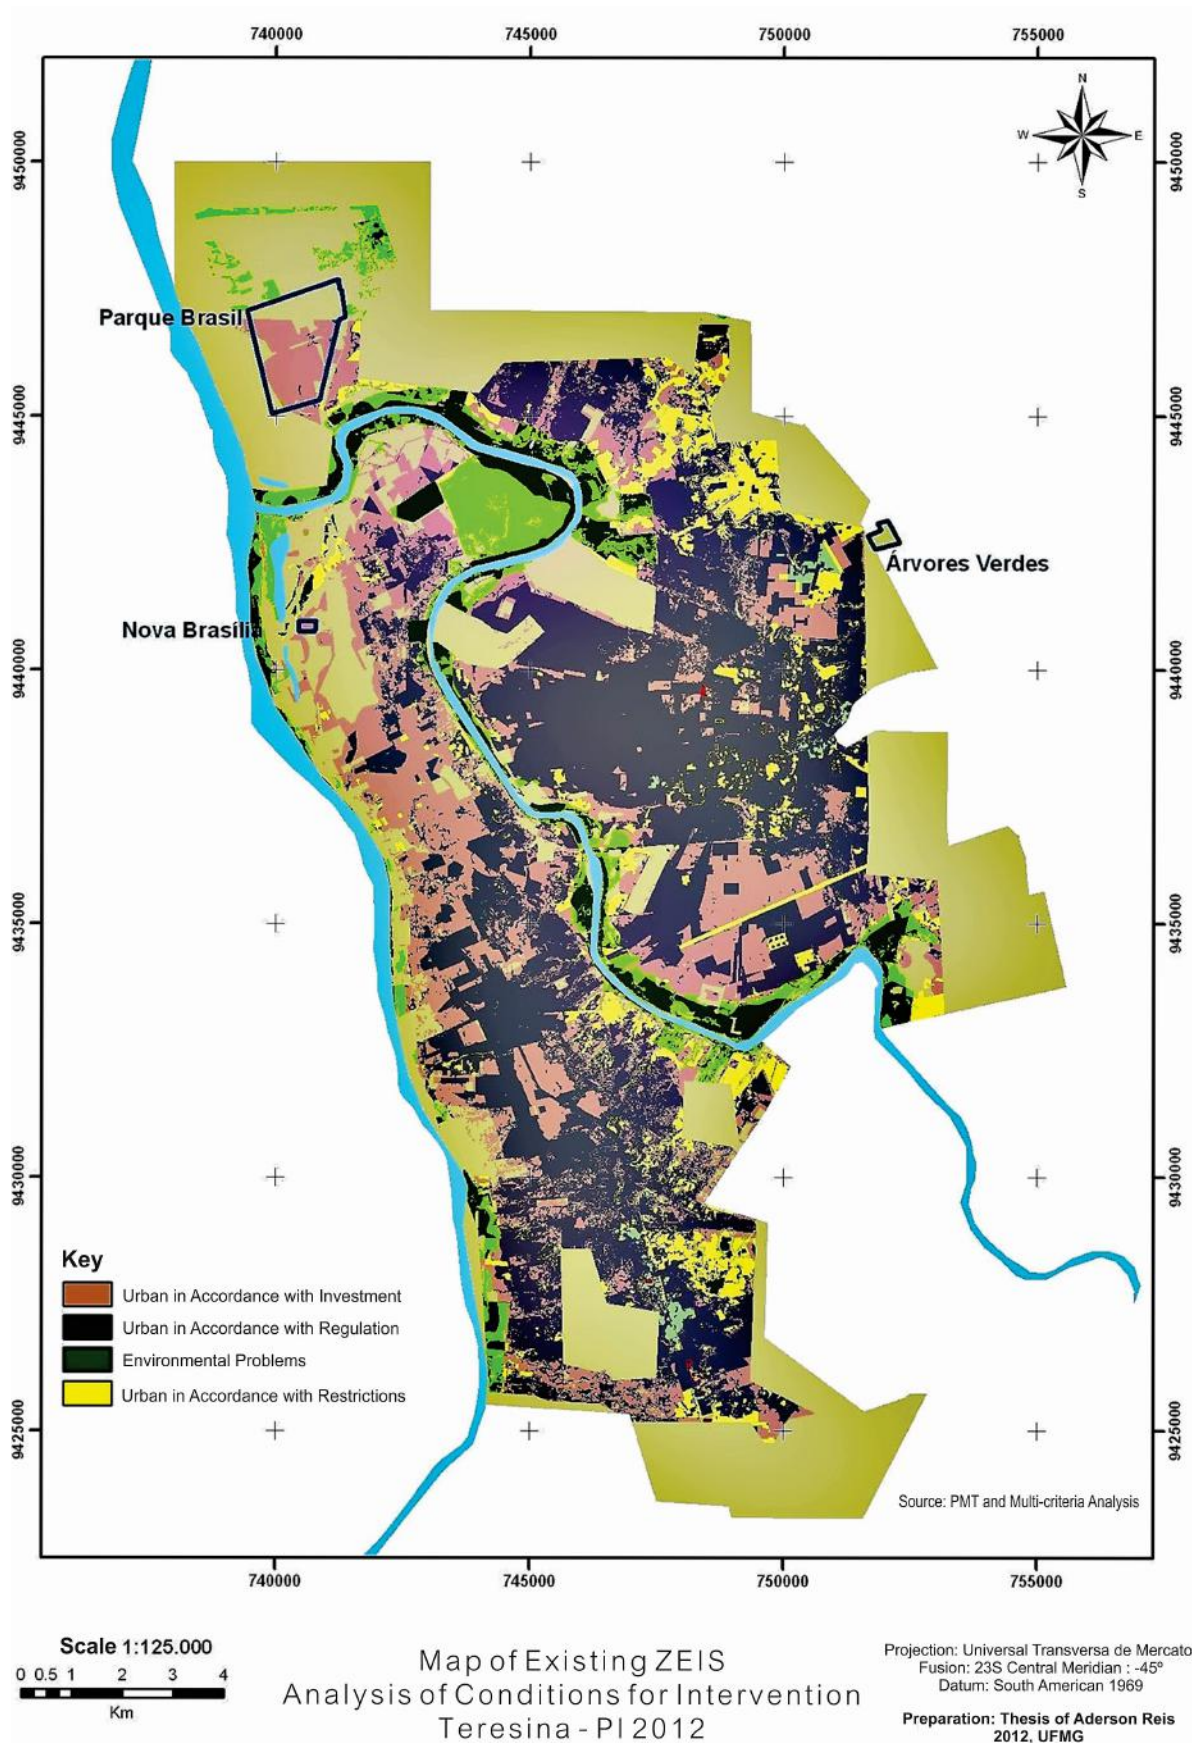 740000 745000 750000 755000
N
W E
S
9450000 9450000
Parque Brasil
9445000 9445000
Árvores Verdes
Nova Brasília
9440000 9440000
9435000 9435000
9430000 9430000
Key
Urban in Accordance with Investment
Urban in Accordance with Regulation
Environmental Problems
Urban in Accordance with Restrictions
9425000 9425000
Source: PMT and Multi-criteria Analysis
740000 745000 750000 755000
Scale 1:125.000
0 0.5 1 2 3 4
Km
Map of Existing ZEIS
Analysis of Conditions for Intervention
Teresina - PI 2012
Projection: Universal Transversa de Mercato
Fusion: 23S Central Meridian : -45º
Datum: South American 1969
Preparation: Thesis of Aderson Reis
2012, UFMG